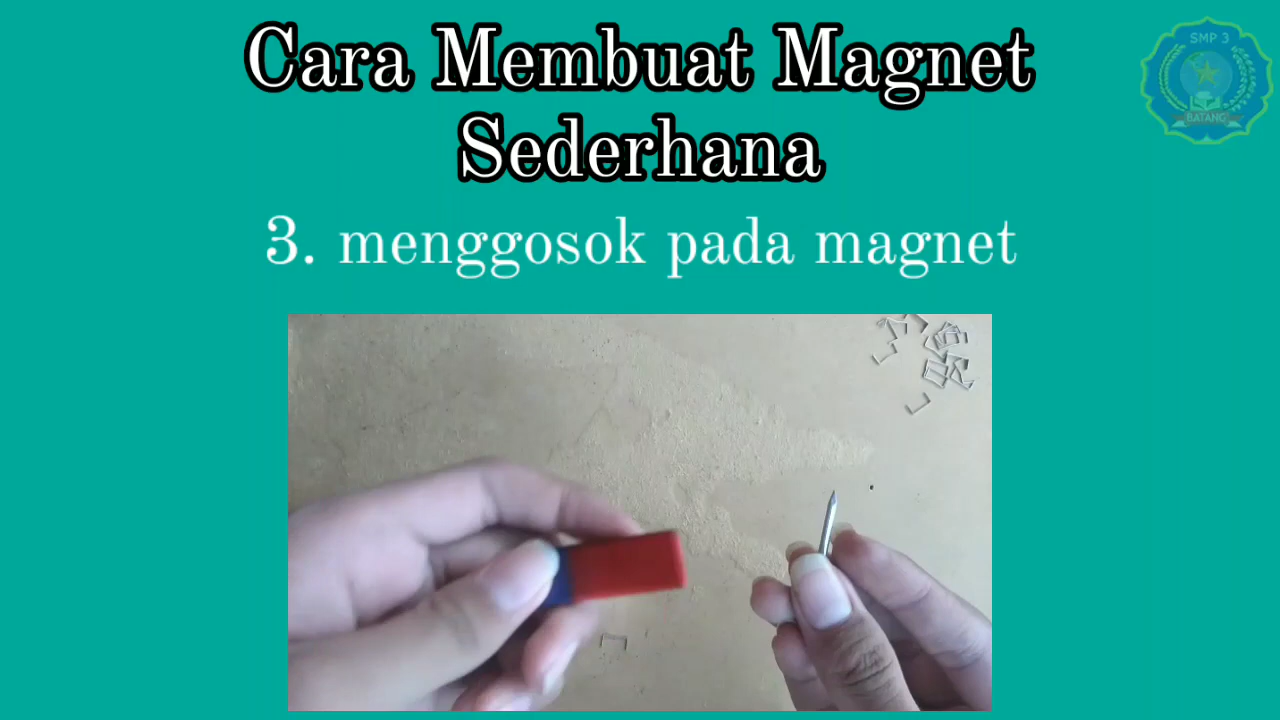 Cara Membuat Magnet
Sederhana
SMP 3
BATANG
3. menggosok pada magnet